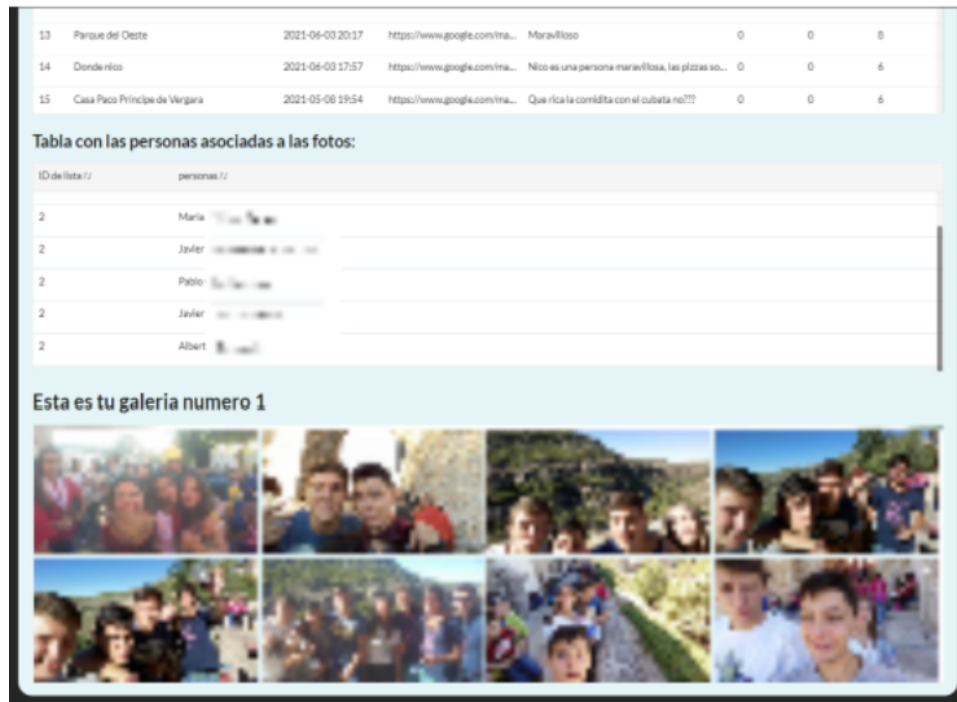 13 Parque del Oeste 2021-06-03 20:17 https://www.google.com/ma... Maravilloso 0 0 8
14 Donde nico 2021-06-03 17:57 https://www.google.com/ma... Nico es una persona maravillosa, las pizzas so... 0 0 6
15 Casa Paco Príncipe de Vergara 2021-05-08 19:54 https://www.google.com/ma... Que rica la comidita con el cubata no??? 0 0 6
Tabla con las personas asociadas a las fotos:
ID de lista personas
2 Maria
2 Javier
2 Pablo
2 Javier
2 Albert
Esta es tu galeria numero 1